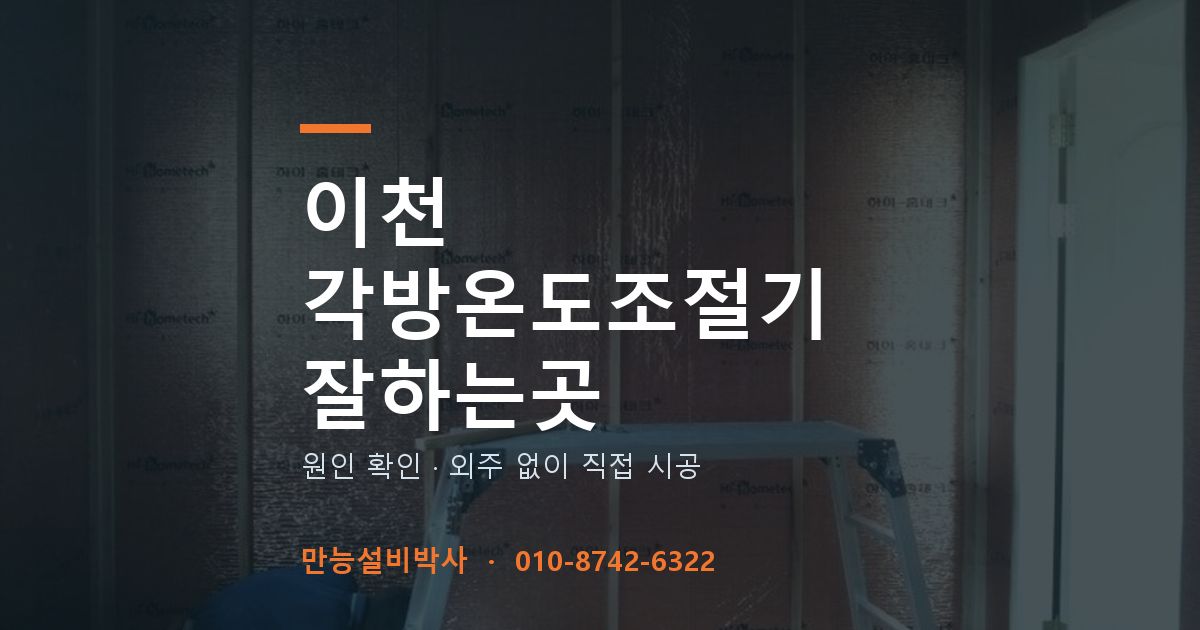 이천
각방온도조절기
잘하는곳
원인 확인 · 외주 없이 직접 시공
만능설비박사 · 010-8742-6322